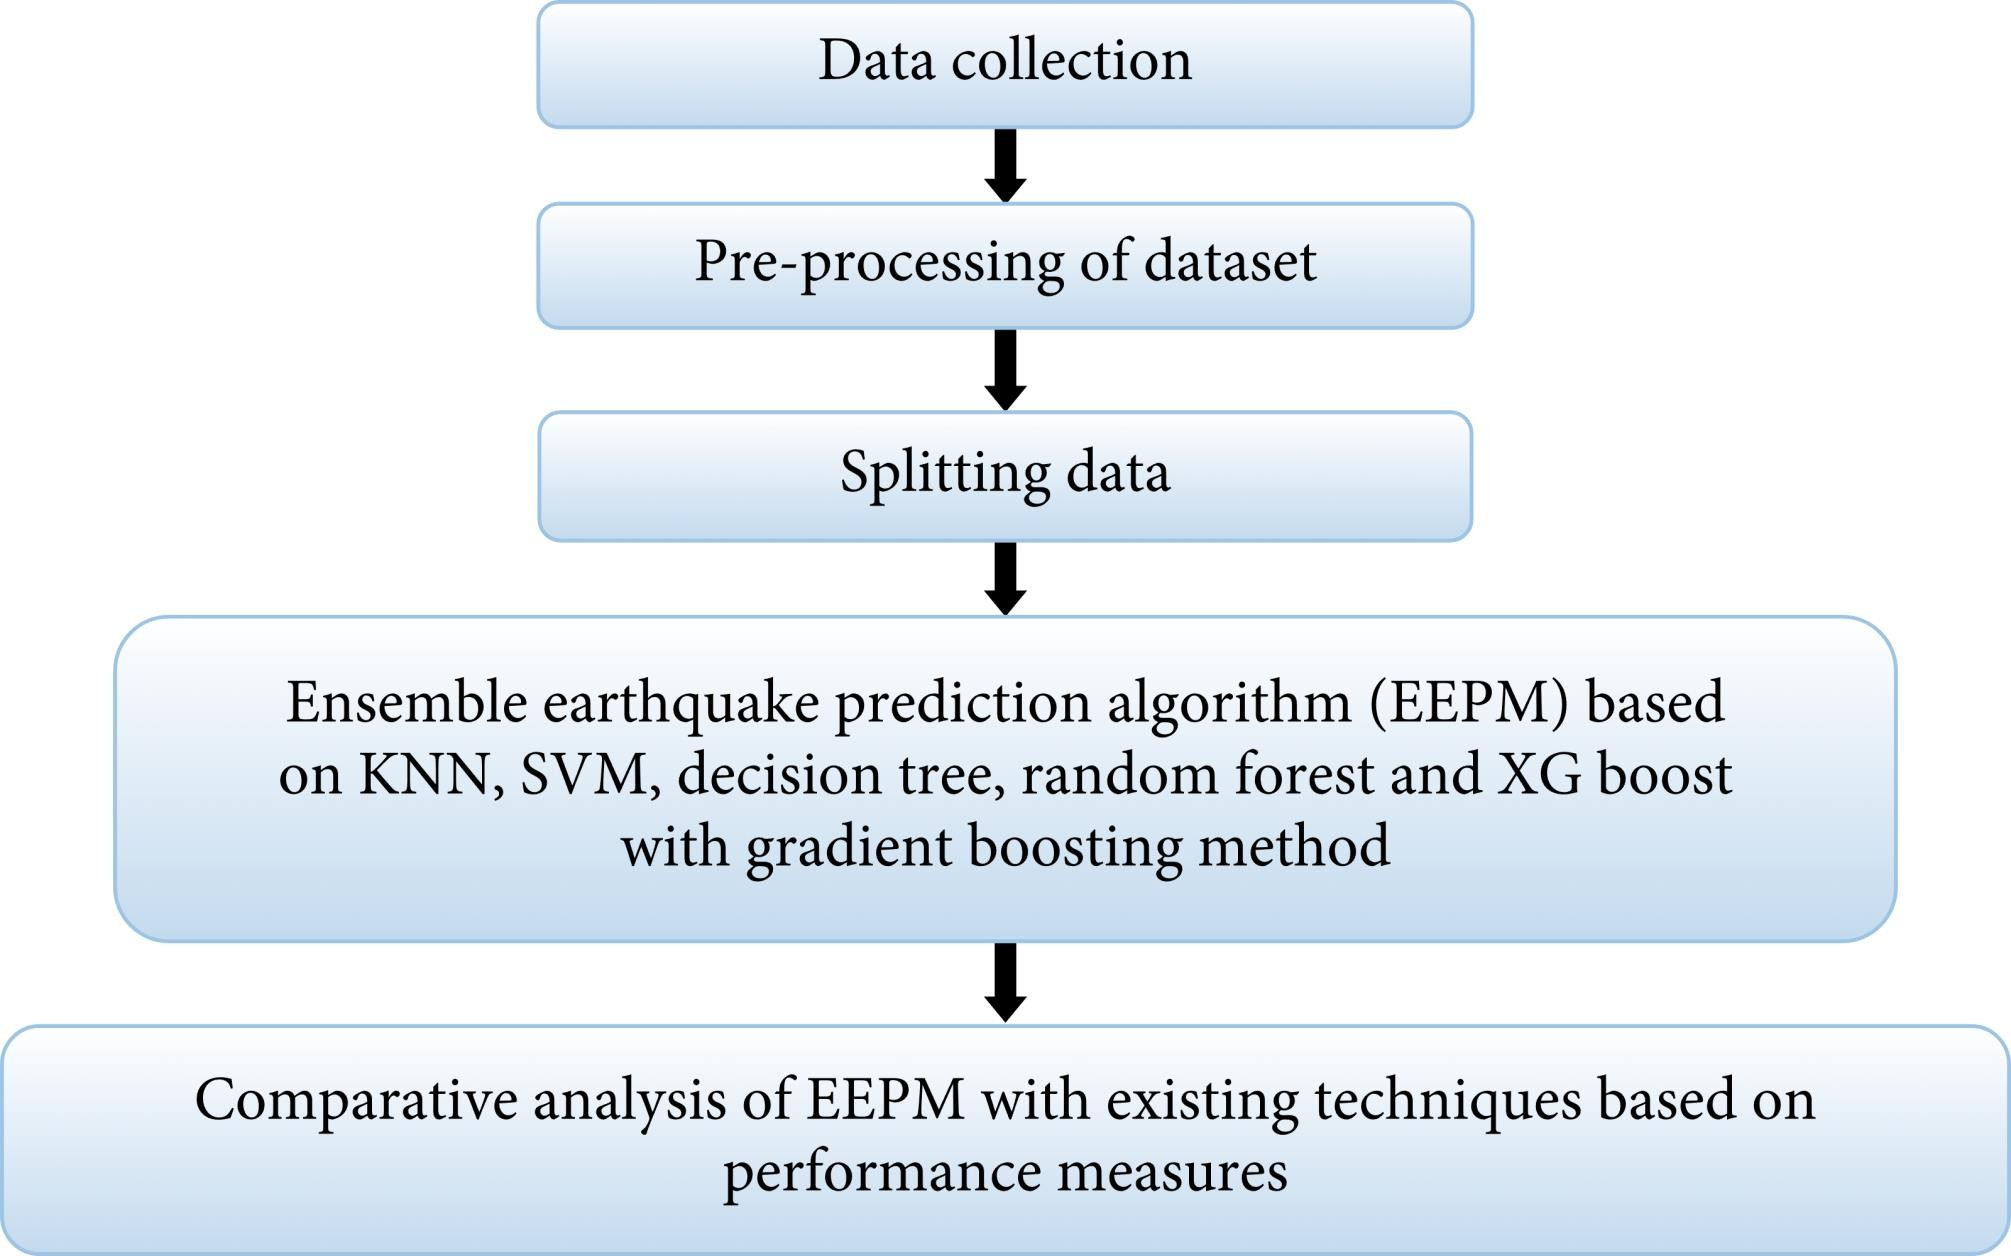 Data collection
Pre-processing of dataset
Splitting data
Ensemble earthquake prediction algorithm (EEPM) based
on KNN, SVM, decision tree, random forest and XG boost
with gradient boosting method
Comparative analysis of EEPM with existing techniques based on
performance measures